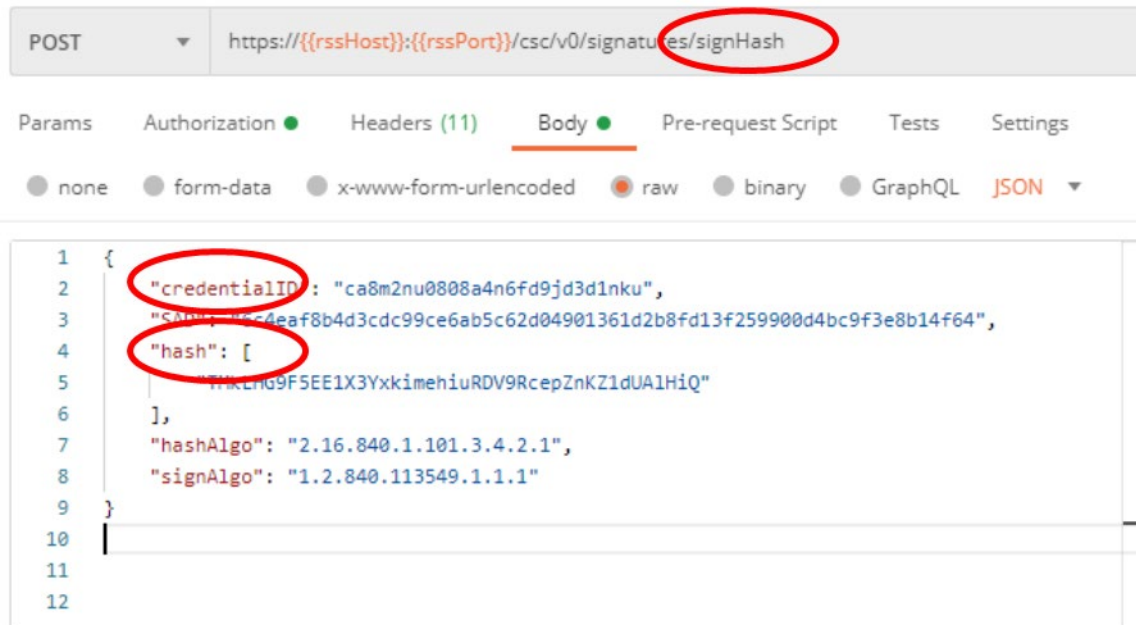 POST https://{{rssHost}}:{{rssPort}}/csc/v0/signatures/signHash
Params Authorization Headers (11) Body Pre-request Script Tests Settings
none form-data x-www-form-urlencoded raw binary GraphQL JSON
1 {
2 "credentialID": "ca8m2nu0808a4n6fd9jd3d1nku",
3 "SAD": "6c4eaf8b4d3cdc99ce6ab5c62d04901361d2b8fd13f259900d4bc9f3e8b14f64",
4 "hash": [
5
6 ],
7 "hashAlgo": "2.16.840.1.101.3.4.2.1",
8 "signAlgo": "1.2.840.113549.1.1.1"
9 }
10
11
12